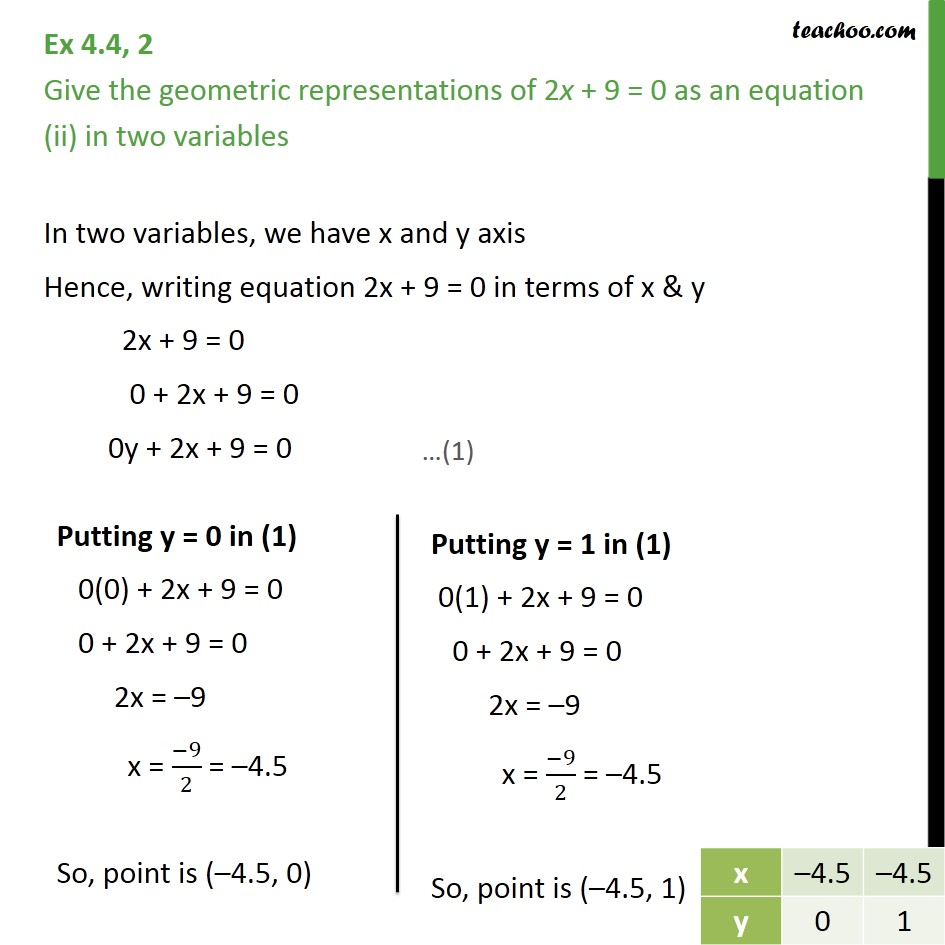 teachoo.com
Ex 4.4, 2
Give the geometric representations of 2x + 9 = 0 as an equation
(ii) in two variables
In two variables, we have x and y axis
Hence, writing equation 2x + 9 = 0 in terms of x & y
2x + 9 = 0
0 + 2x + 9 = 0
0y + 2x + 9 = 0 ...(1)
Putting y = 0 in (1)
0(0) + 2x + 9 = 0
0 + 2x + 9 = 0
2x = –9
x = −9/2 = –4.5
So, point is (–4.5, 0)
Putting y = 1 in (1)
0(1) + 2x + 9 = 0
0 + 2x + 9 = 0
2x = –9
x = −9/2 = –4.5
So, point is (–4.5, 1)
x –4.5 –4.5
y 0 1